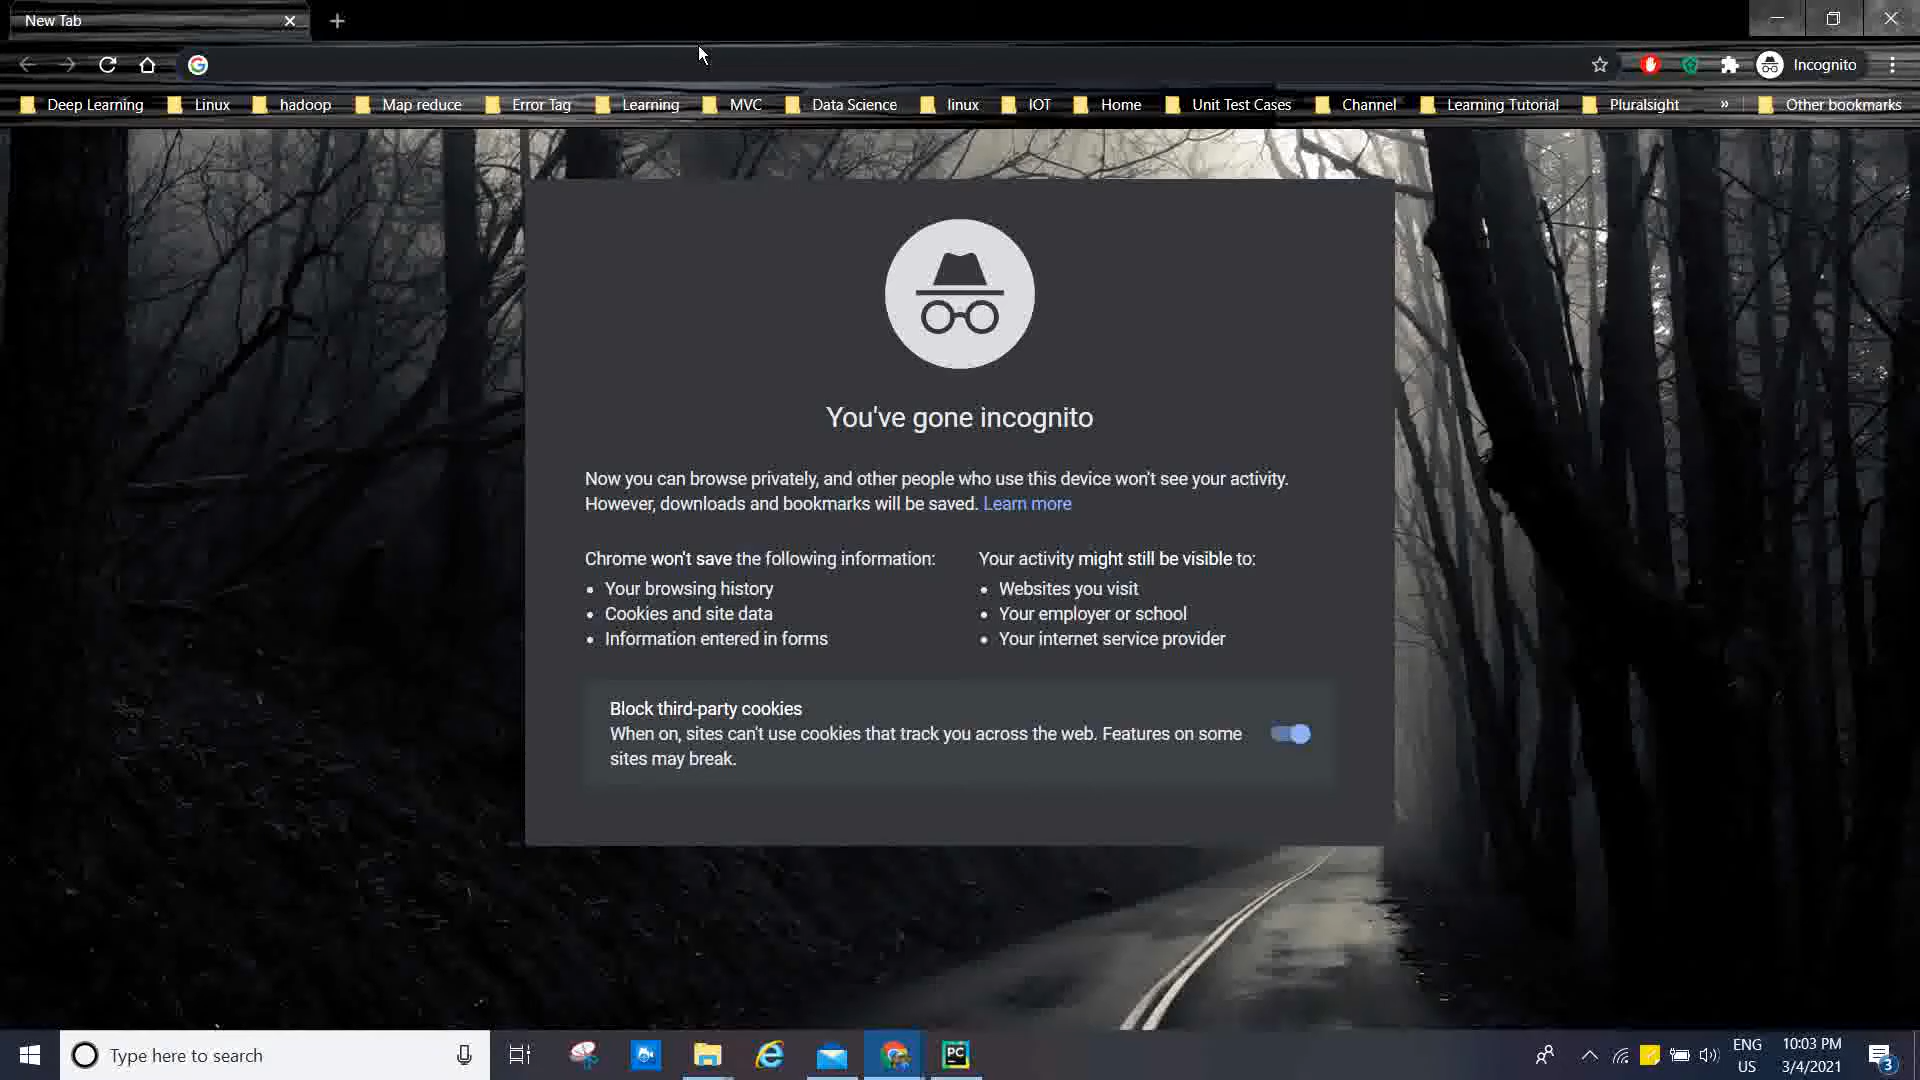 New Tab
Incognito
Deep Learning Linux hadoop Map reduce Error Tag Learning MVC Data Science linux IOT Home Unit Test Cases Channel Learning Tutorial Pluralsight » Other bookmarks
You've gone incognito
Now you can browse privately, and other people who use this device won't see your activity.
However, downloads and bookmarks will be saved. Learn more
Chrome won't save the following information:
• Your browsing history
• Cookies and site data
• Information entered in forms
Your activity might still be visible to:
• Websites you visit
• Your employer or school
• Your internet service provider
Block third-party cookies
When on, sites can't use cookies that track you across the web. Features on some
sites may break.
Type here to search
PC
ENG
US
10:03 PM
3/4/2021
3